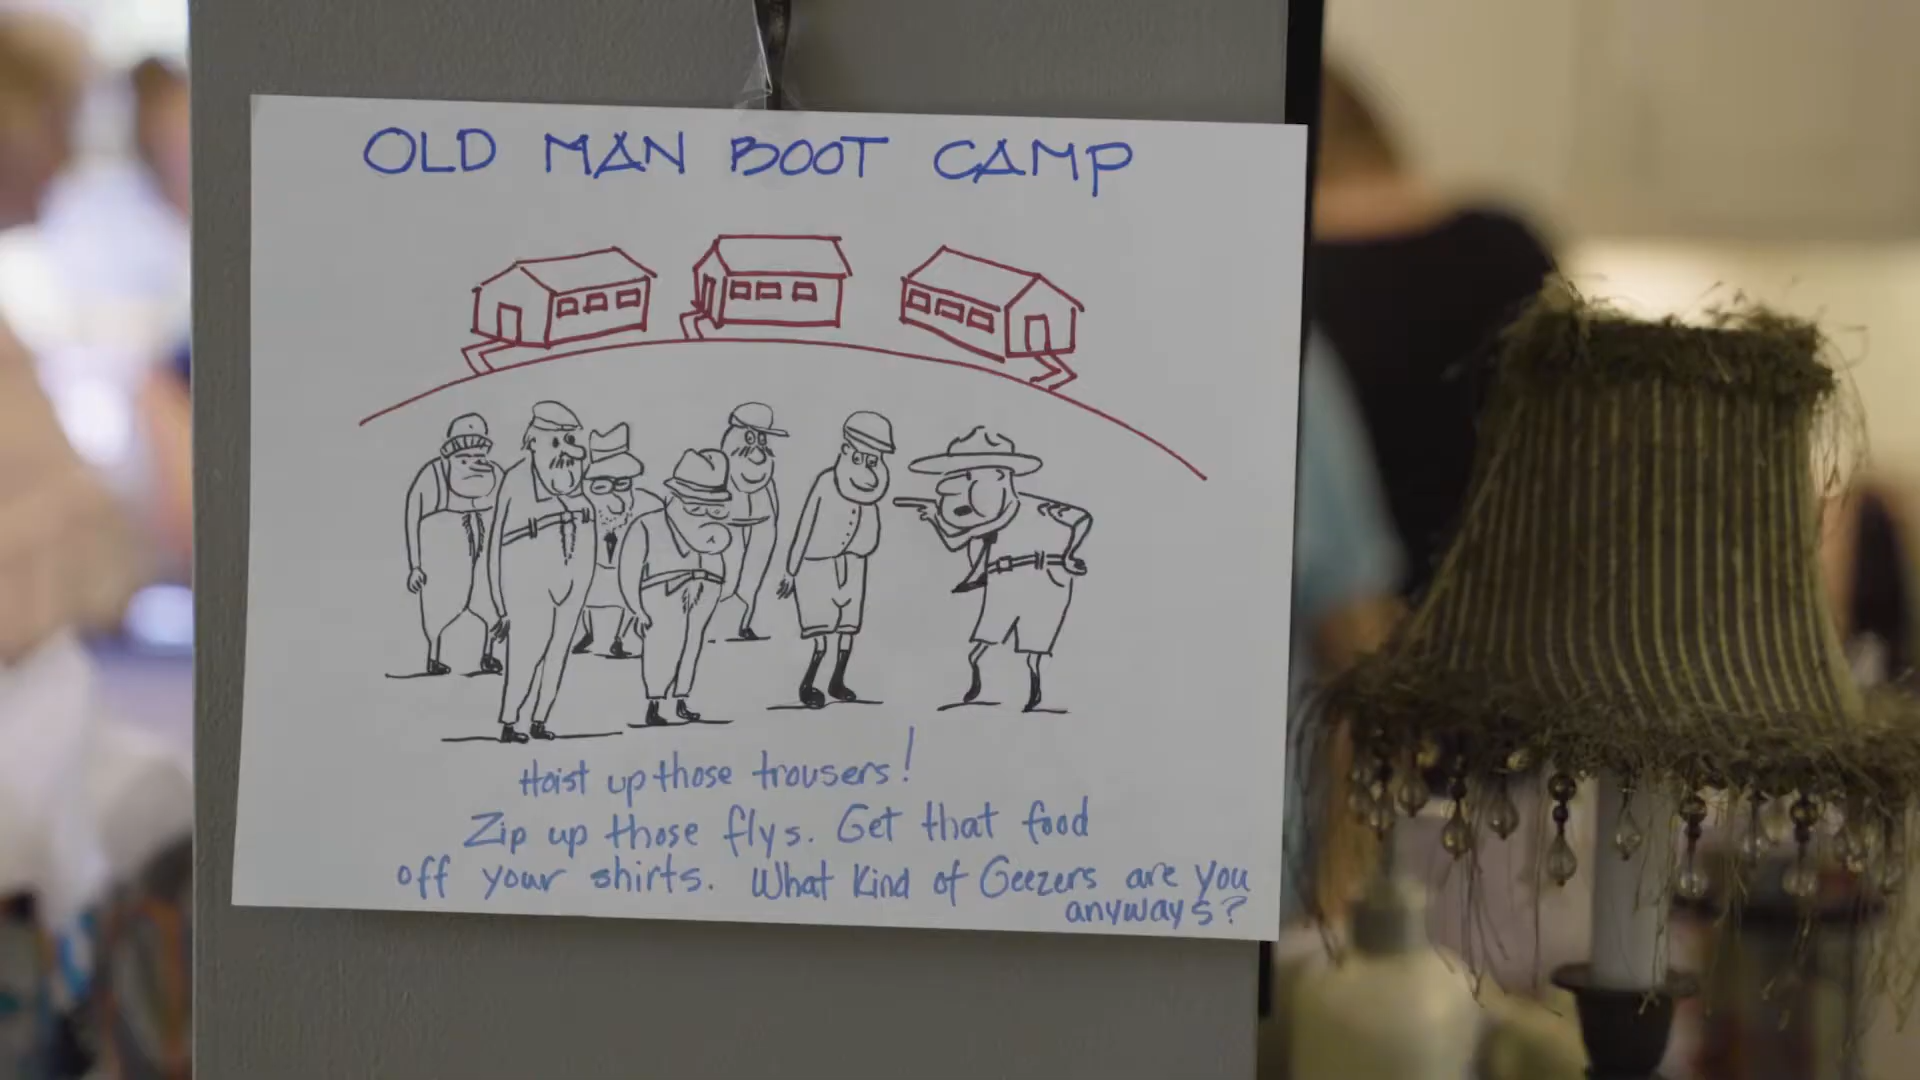 OLD MAN BOOT CAMP
Hoist up those trousers!
Zip up those flys. Get that food
off your shirts. What Kind of Geezers are you
anyways?